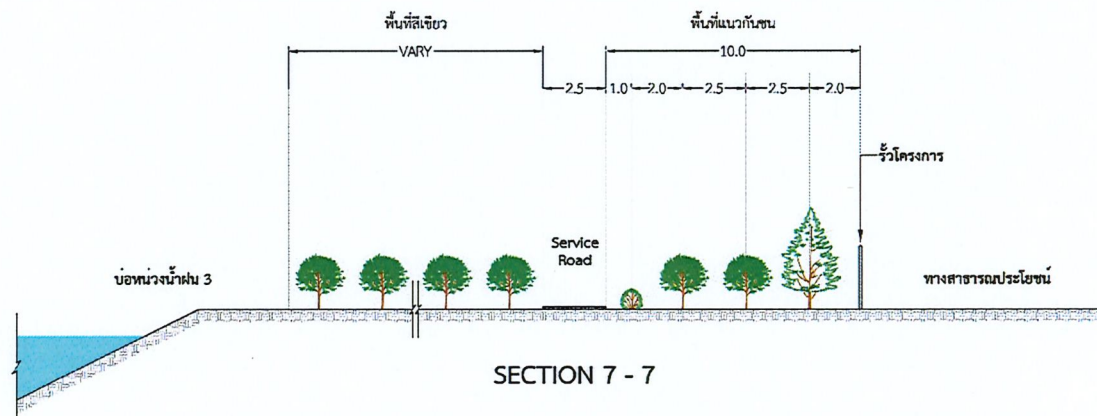 พื้นที่สีเขียว
พื้นที่แนวกันชน
VARY
10.0
2.5
1.0
2.0
2.5
2.5
2.0
รั้วโครงการ
Service
Road
บ่อหน่วงน้ำฝน 3
ทางสาธารณประโยชน์
SECTION 7 - 7